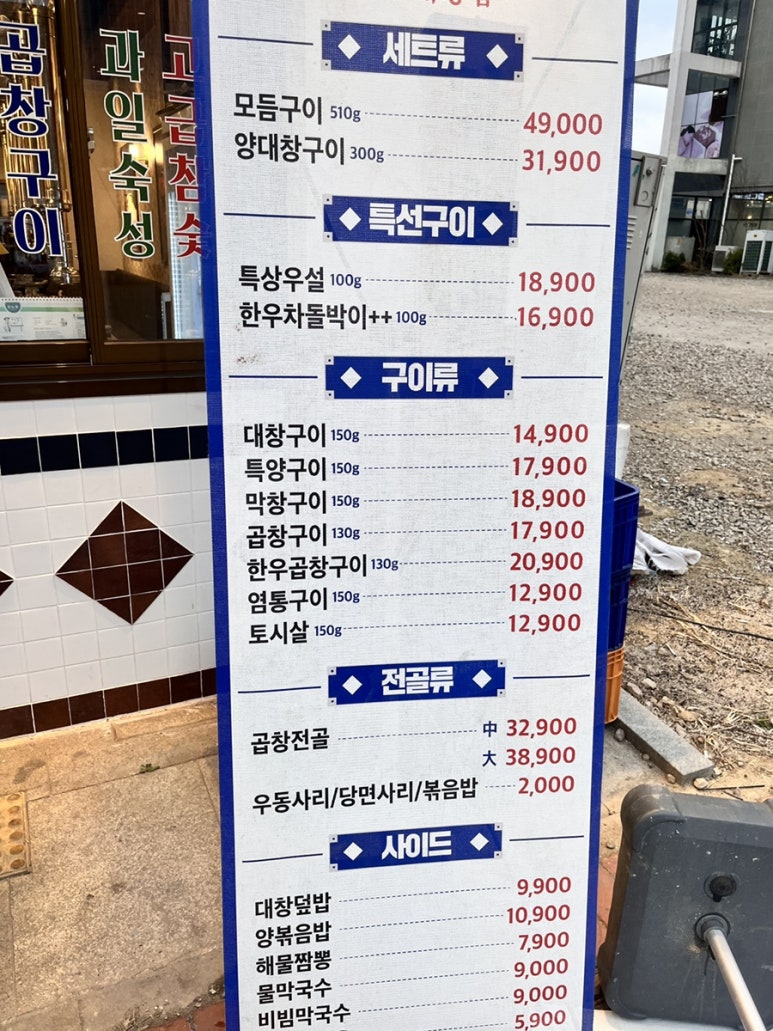 곱창구이
과일숙성
고급참숯
세트류
모듬구이 510g 49,000
양대창구이 300g 31,900
특선구이
특상우설 100g 18,900
한우차돌박이++ 100g 16,900
구이류
대창구이 150g 14,900
특양구이 150g 17,900
막창구이 150g 18,900
곱창구이 130g 17,900
한우곱창구이 130g 20,900
염통구이 150g 12,900
토시살 150g 12,900
전골류
곱창전골 中 32,900
大 38,900
우동사리/당면사리/볶음밥 2,000
사이드
대창덮밥 9,900
양볶음밥 10,900
해물짬뽕 7,900
물막국수 9,000
비빔막국수 9,000
5,900